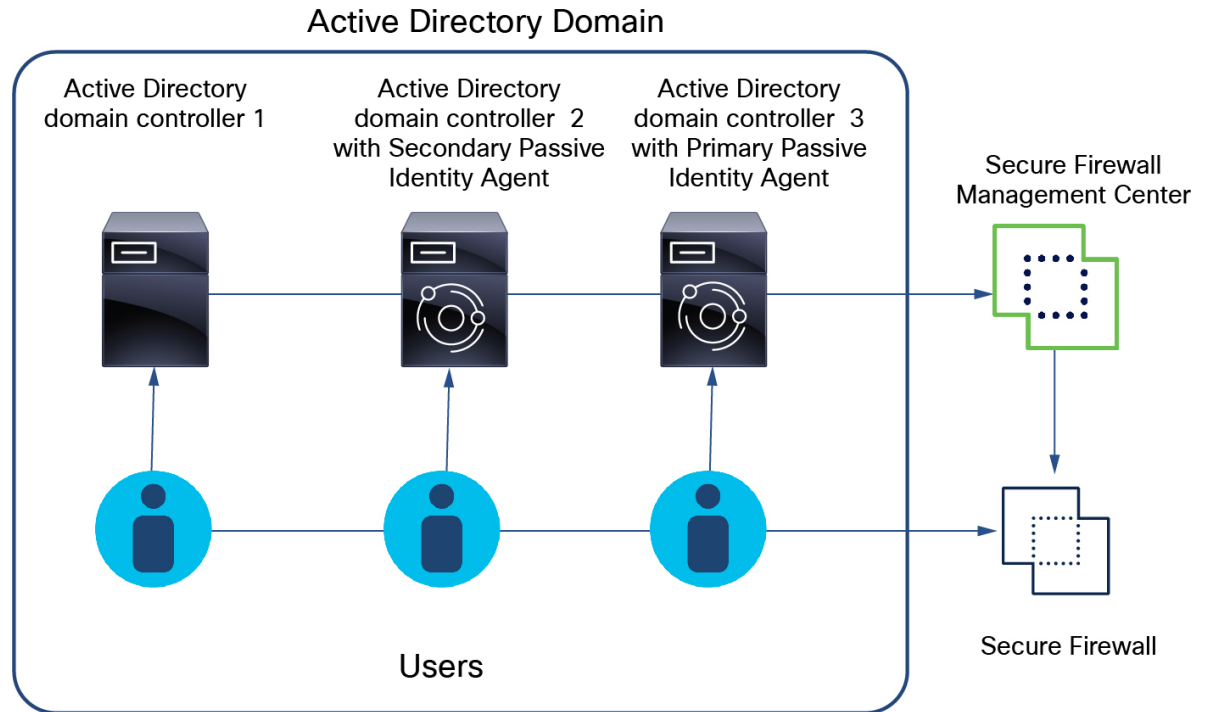 Active Directory Domain
Active Directory
domain controller 1
Active Directory
domain controller 2
with Secondary Passive
Identity Agent
Active Directory
domain controller 3
with Primary Passive
Identity Agent
Secure Firewall
Management Center
Secure Firewall
Users